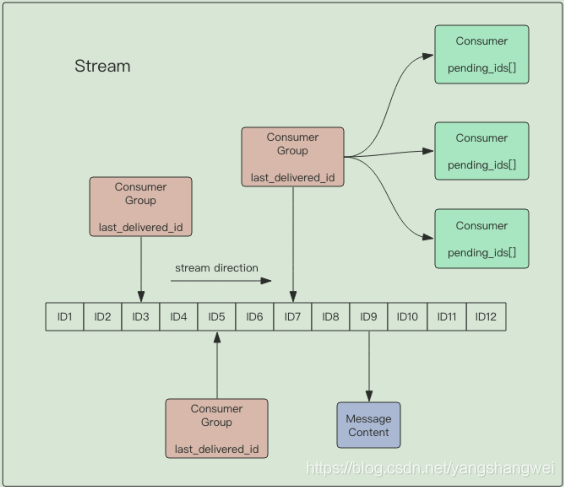 Stream
Consumer
pending_ids[]
Consumer
Group
last_delivered_id
Consumer
pending_ids[]
Consumer
Group
last_delivered_id
Consumer
pending_ids[]
stream direction
ID1 ID2 ID3 ID4 ID5 ID6 ID7 ID8 ID9 ID10 ID11 ID12
Consumer
Group
last_delivered_id
Message
Content
https://blog.csdn.net/yangshangwei